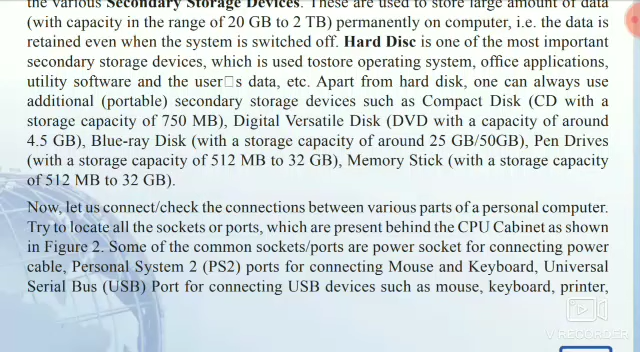 the various Secondary Storage Devices. These are used to store large amount of data
(with capacity in the range of 20 GB to 2 TB) permanently on computer, i.e. the data is
retained even when the system is switched off. Hard Disc is one of the most important
secondary storage devices, which is used tostore operating system, office applications,
utility software and the user□s data, etc. Apart from hard disk, one can always use
additional (portable) secondary storage devices such as Compact Disk (CD with a
storage capacity of 750 MB), Digital Versatile Disk (DVD with a capacity of around
4.5 GB), Blue-ray Disk (with a storage capacity of around 25 GB/50GB), Pen Drives
(with a storage capacity of 512 MB to 32 GB), Memory Stick (with a storage capacity
of 512 MB to 32 GB).
Now, let us connect/check the connections between various parts of a personal computer.
Try to locate all the sockets or ports, which are present behind the CPU Cabinet as shown
in Figure 2. Some of the common sockets/ports are power socket for connecting power
cable, Personal System 2 (PS2) ports for connecting Mouse and Keyboard, Universal
Serial Bus (USB) Port for connecting USB devices such as mouse, keyboard, printer,
V RECORDER